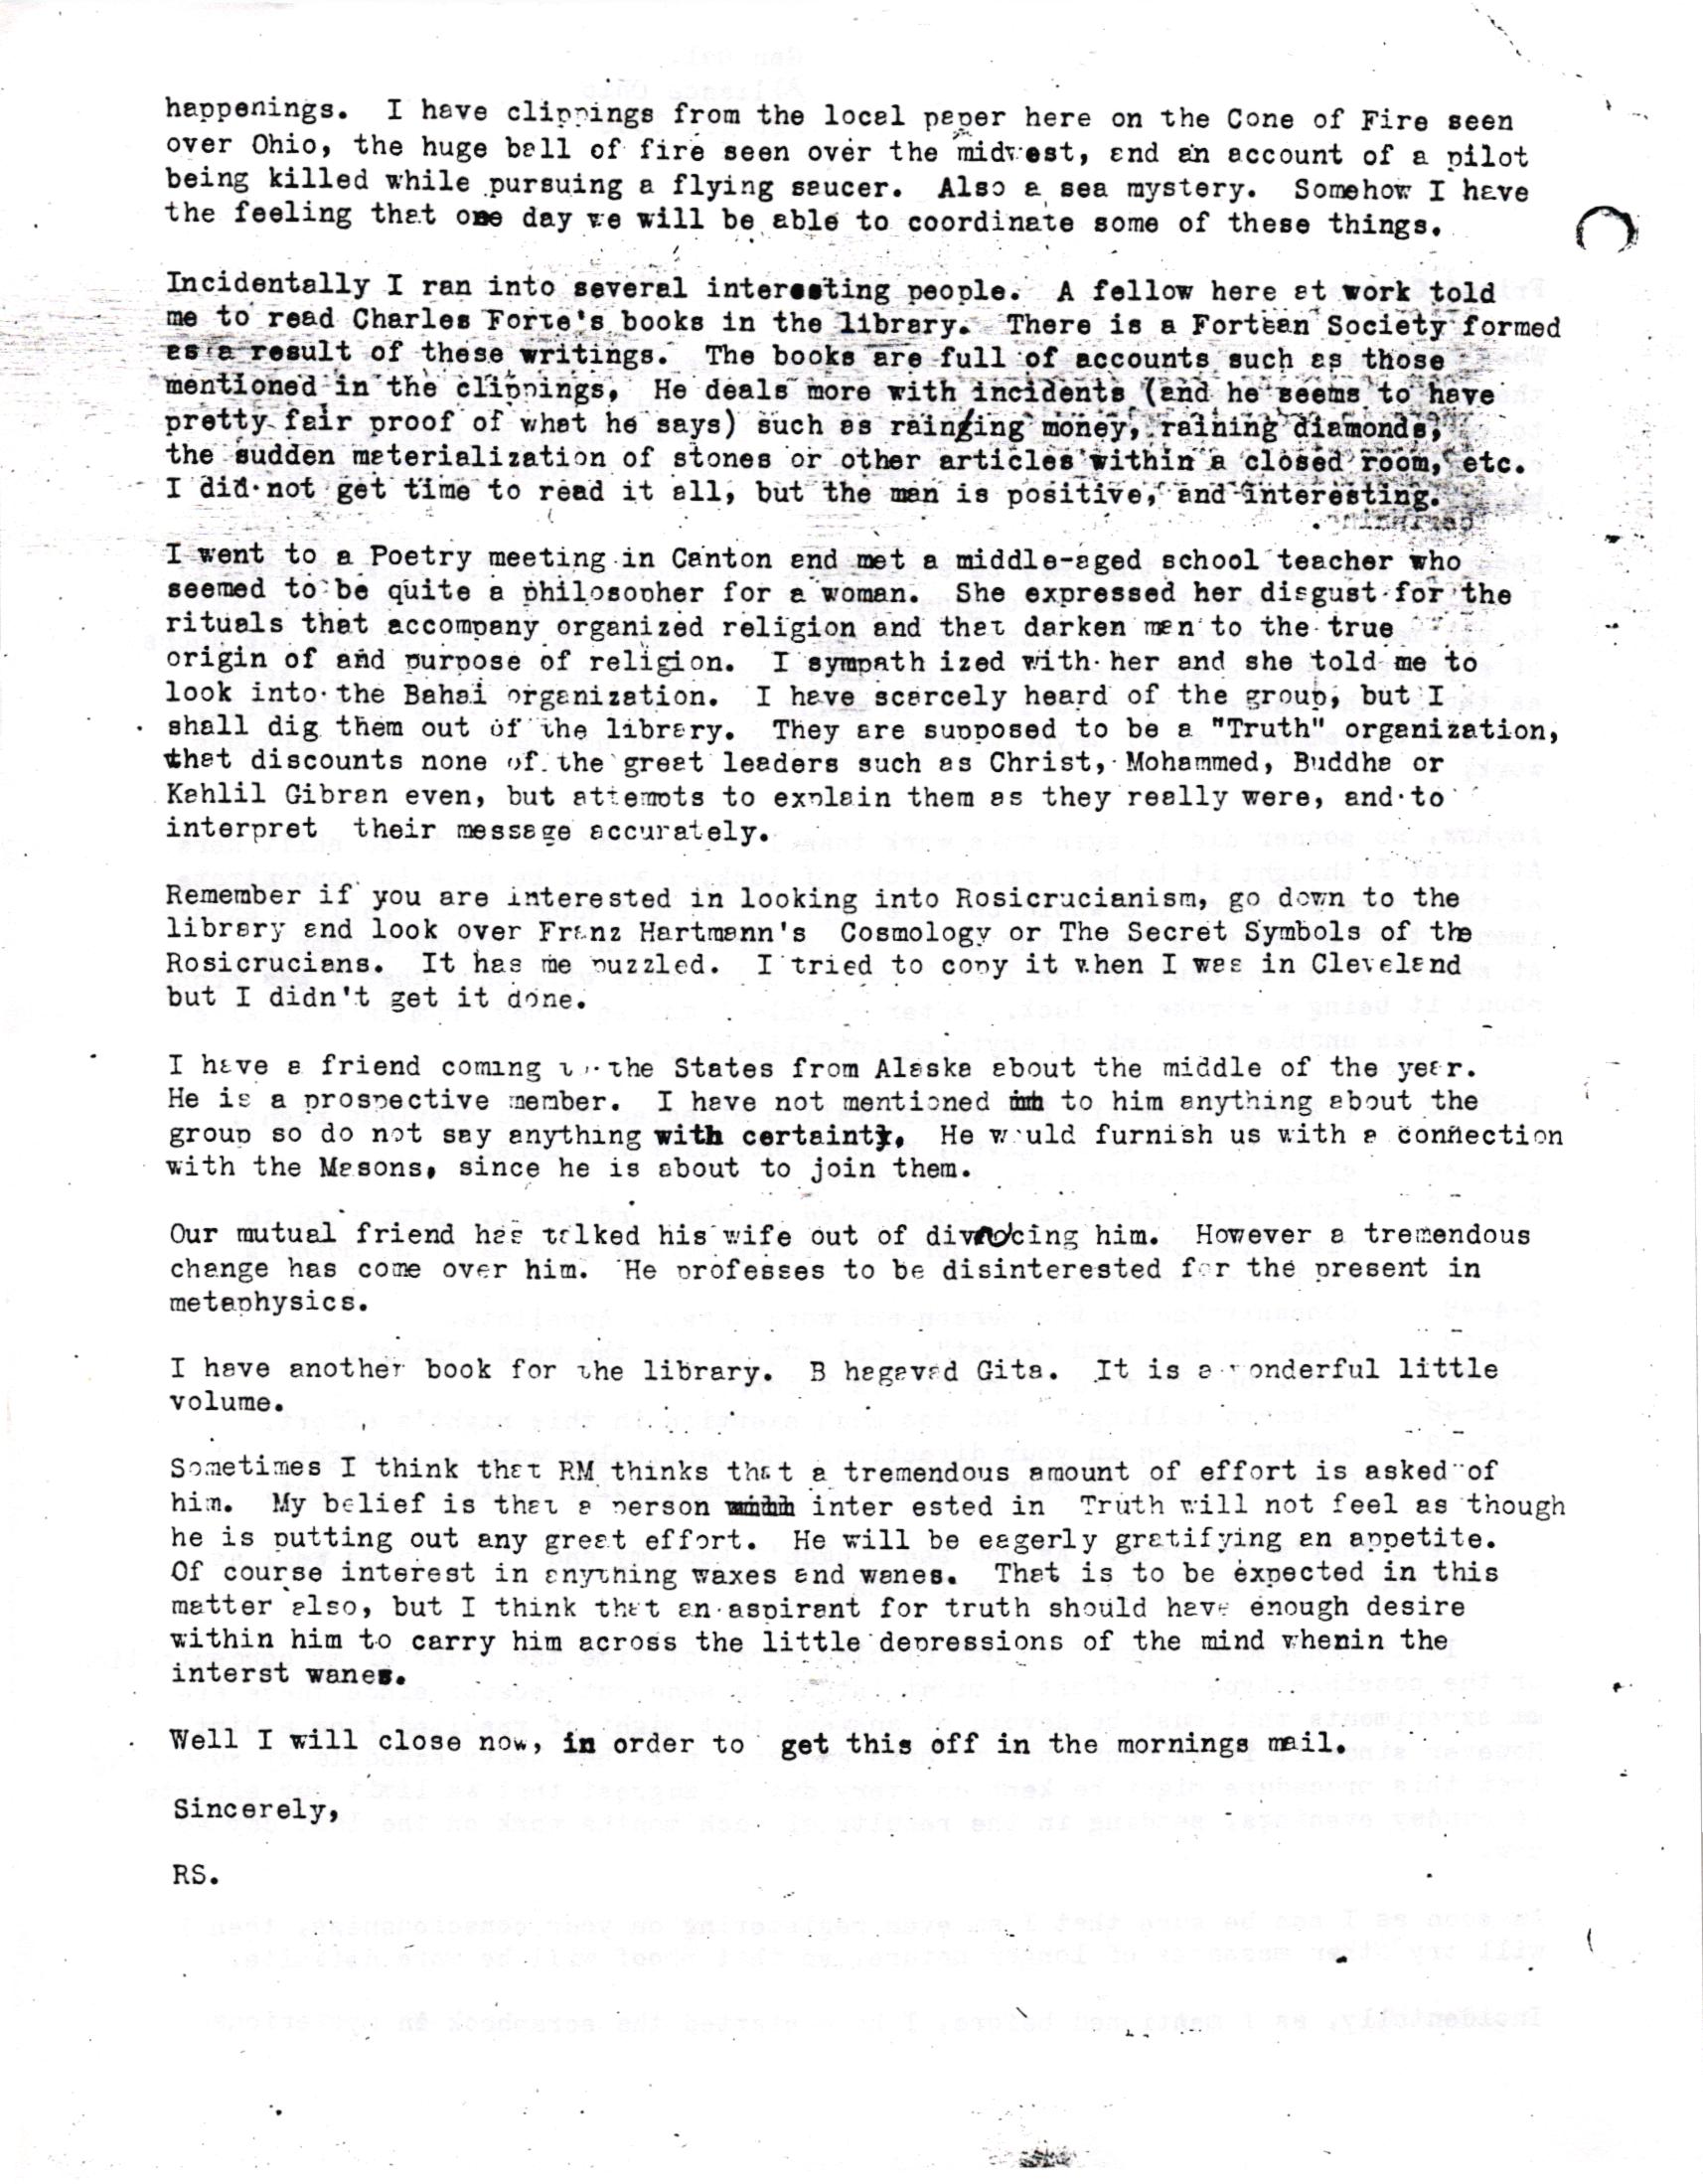 happenings. I have clippings from the local paper here on the Cone of Fire seen
over Ohio, the huge ball of fire seen over the midwest, and an account of a pilot
being killed while pursuing a flying saucer. Also a sea mystery. Somehow I have
the feeling that one day we will be able to coordinate some of these things.
Incidentally I ran into several interesting people. A fellow here at work told
me to read Charles Forte's books in the library. There is a Fortean Society formed
as a result of these writings. The books are full of accounts such as those
mentioned in the clippings, He deals more with incidents (and he seems to have
pretty fair proof of what he says) such as rainging money, raining diamonds,
the sudden materialization of stones or other articles within a closed room, etc.
I did not get time to read it all, but the man is positive, and interesting.
I went to a Poetry meeting in Canton and met a middle-aged school teacher who
seemed to be quite a philosopher for a woman. She expressed her disgust for the
rituals that accompany organized religion and that darken men to the true
origin of and purpose of religion. I sympath ized with her and she told me to
look into the Bahai organization. I have scarcely heard of the group, but I
shall dig them out of the library. They are supposed to be a "Truth" organization,
that discounts none of the great leaders such as Christ, Mohammed, Buddha or
Kahlil Gibran even, but attempts to explain them as they really were, and to
interpret their message accurately.
Remember if you are interested in looking into Rosicrucianism, go down to the
library and look over Franz Hartmann's Cosmology or The Secret Symbols of the
Rosicrucians. It has me puzzled. I tried to copy it when I was in Cleveland
but I didn't get it done.
I have a friend coming the States from Alaska about the middle of the year.
He is a prospective member. I have not mentioned to him anything about the
group so do not say anything with certainty. He would furnish us with a connection
with the Masons, since he is about to join them.
Our mutual friend has talked his wife out of divrocing him. However a tremendous
change has come over him. He professes to be disinterested for the present in
metaphysics.
I have another book for the library. B hagavad Gita. It is a wonderful little
volume.
Sometimes I think that RM thinks that a tremendous amount of effort is asked of
him. My belief is that a person inter ested in Truth will not feel as though
he is putting out any great effort. He will be eagerly gratifying an appetite.
Of course interest in anything waxes and wanes. That is to be expected in this
matter also, but I think that an aspirant for truth should have enough desire
within him to carry him across the little depressions of the mind whenin the
interst wanes.
Well I will close now, in order to get this off in the mornings mail.
Sincerely,
RS.